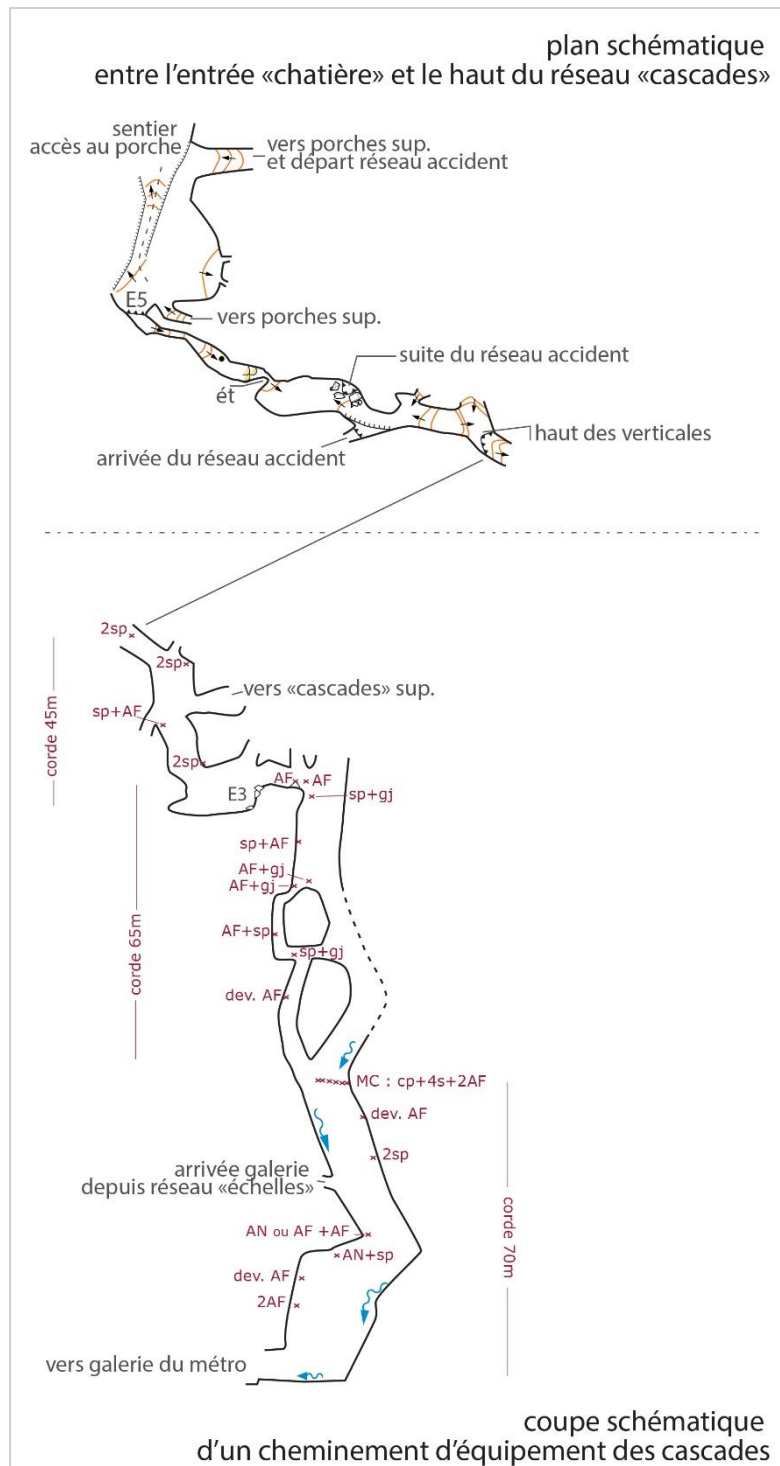 plan schématique
entre l'entrée «chatière» et le haut du réseau «cascades»
sentier
accès au porche
vers porches sup.
et départ réseau accident
E5
vers porches sup.
suite du réseau accident
ét
haut des verticales
arrivée du réseau accident
2sp
2sp
vers «cascades» sup.
corde 45m
sp+AF
2sp
AF
AF
E3
sp+gj
sp+AF
AF+gj
AF+gj
corde 65m
AF+sp
sp+gj
dev. AF
MC : cp+4s+2AF
dev. AF
2sp
arrivée galerie
depuis réseau «échelles»
corde 70m
AN ou AF +AF
AN+sp
dev. AF
2AF
vers galerie du métro
coupe schématique
d'un cheminement d'équipement des cascades